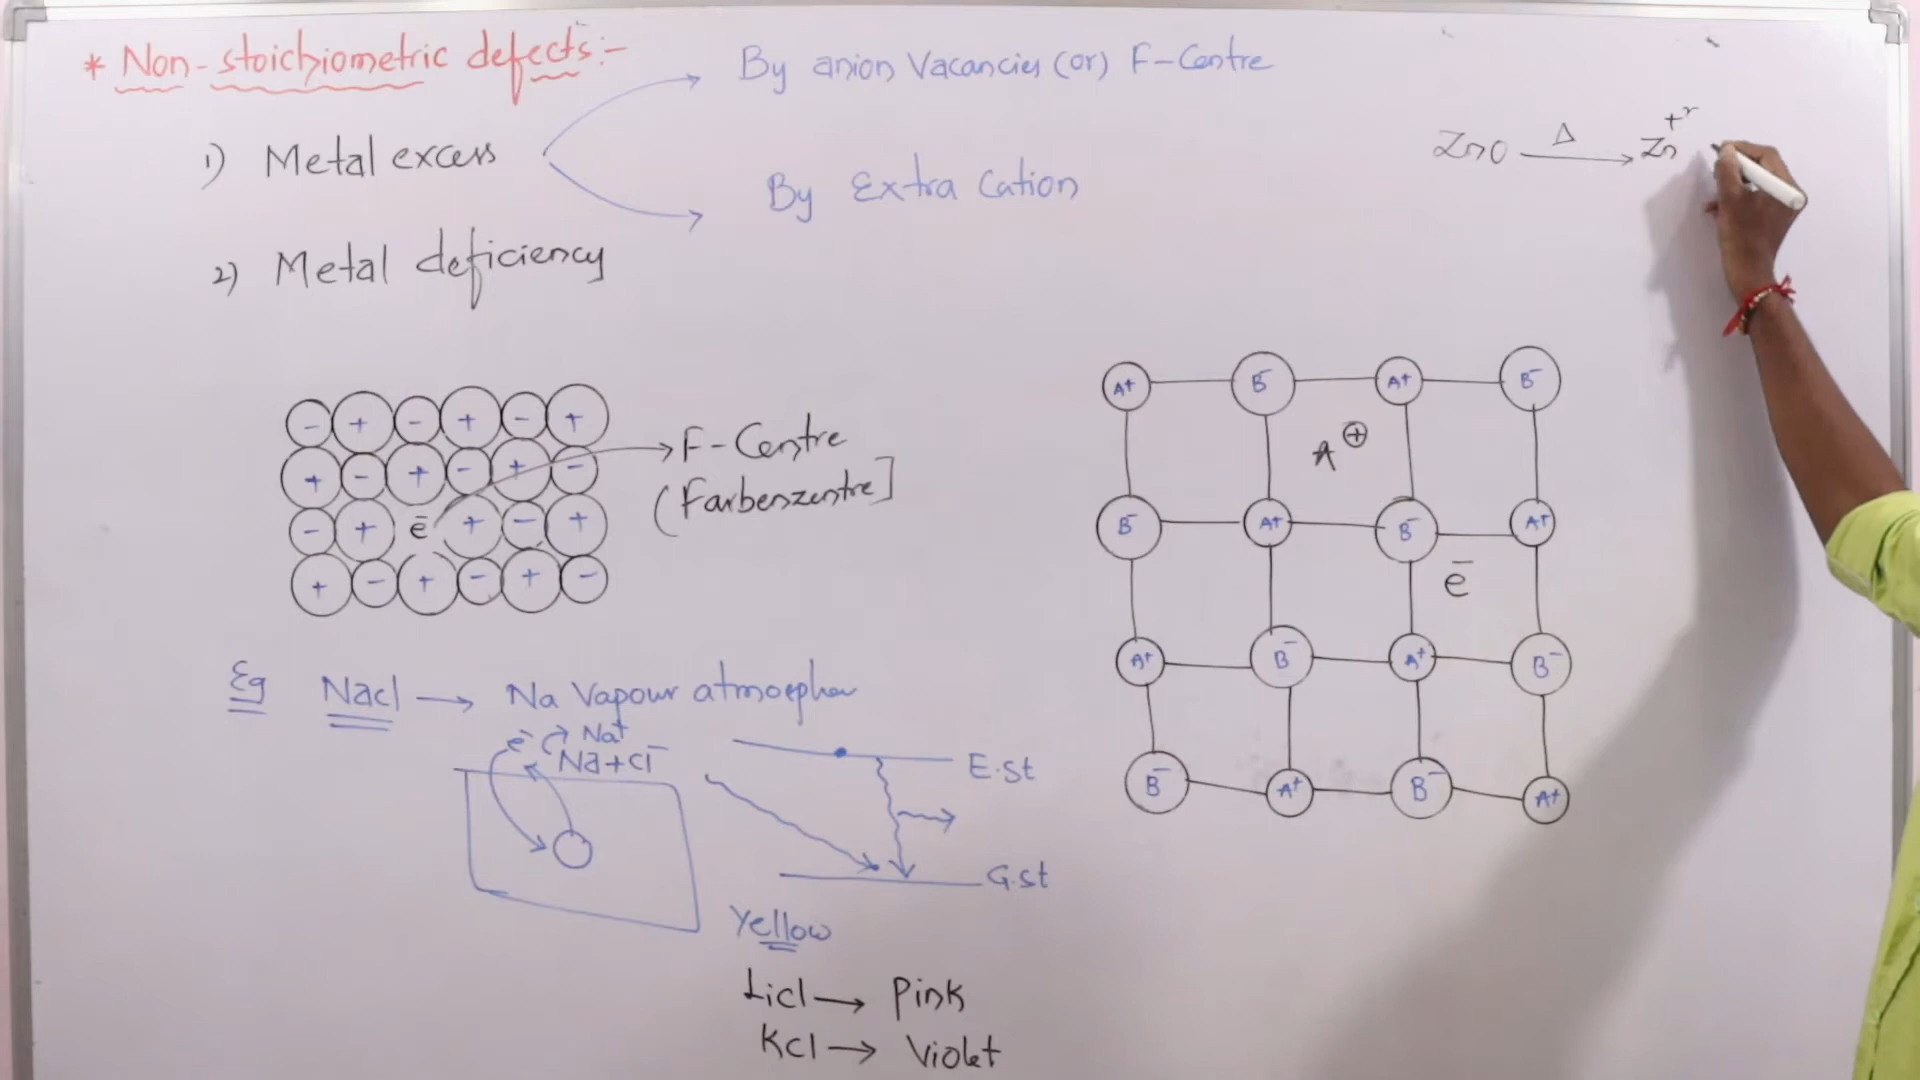 * Non-stoichiometric defects:-
By anion Vacancies (or) F-Centre
1) Metal excess
By Extra Cation
2) Metal deficiency
ZnO Δ→ Zn+2
- + - + - +
+ - + - + -
- + e̅ + - +
+ - + - + -
→ F-Centre
(Farbenzentre]
A+ B- A+ B-
A⊕
B- A+ B- A+
e̅
A+ B- A+ B-
B- A+ B- A+
Eg Nacl → Na Vapour atmosphere
e̅ Na+
Na+Cl-
E.st
G.st
Yellow
Licl → Pink
Kcl → Violet